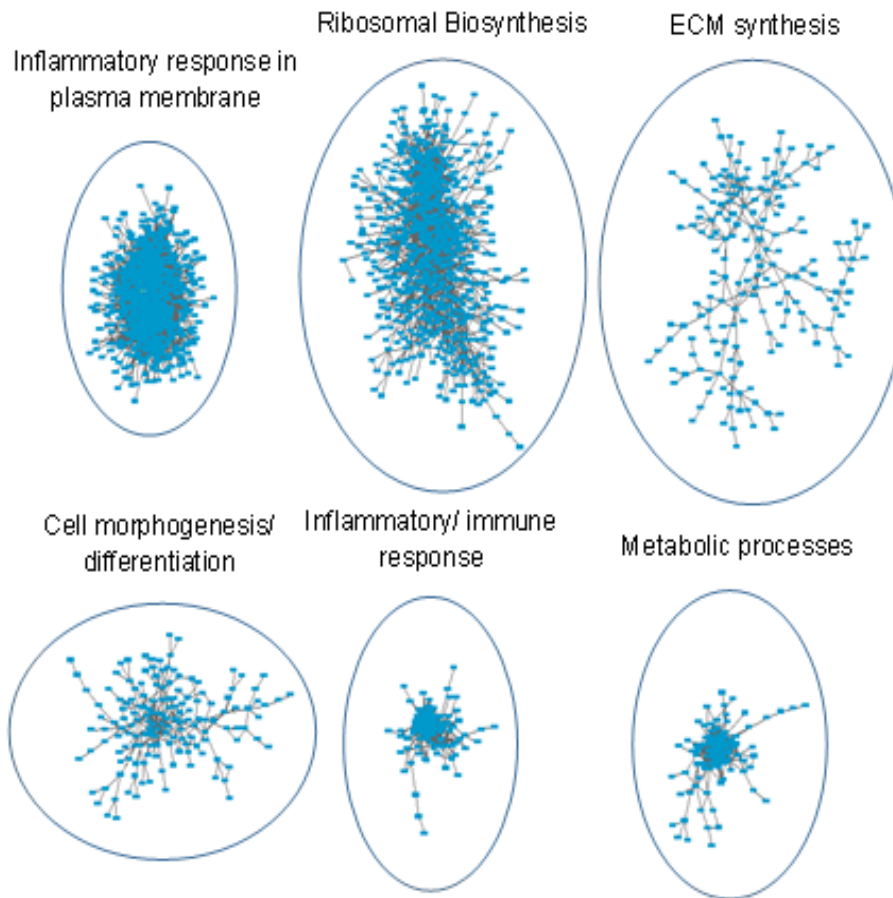 Inflammatory response in
plasma membrane
Ribosomal Biosynthesis
ECM synthesis
Cell morphogenesis/
differentiation
Inflammatory/ immune
response
Metabolic processes